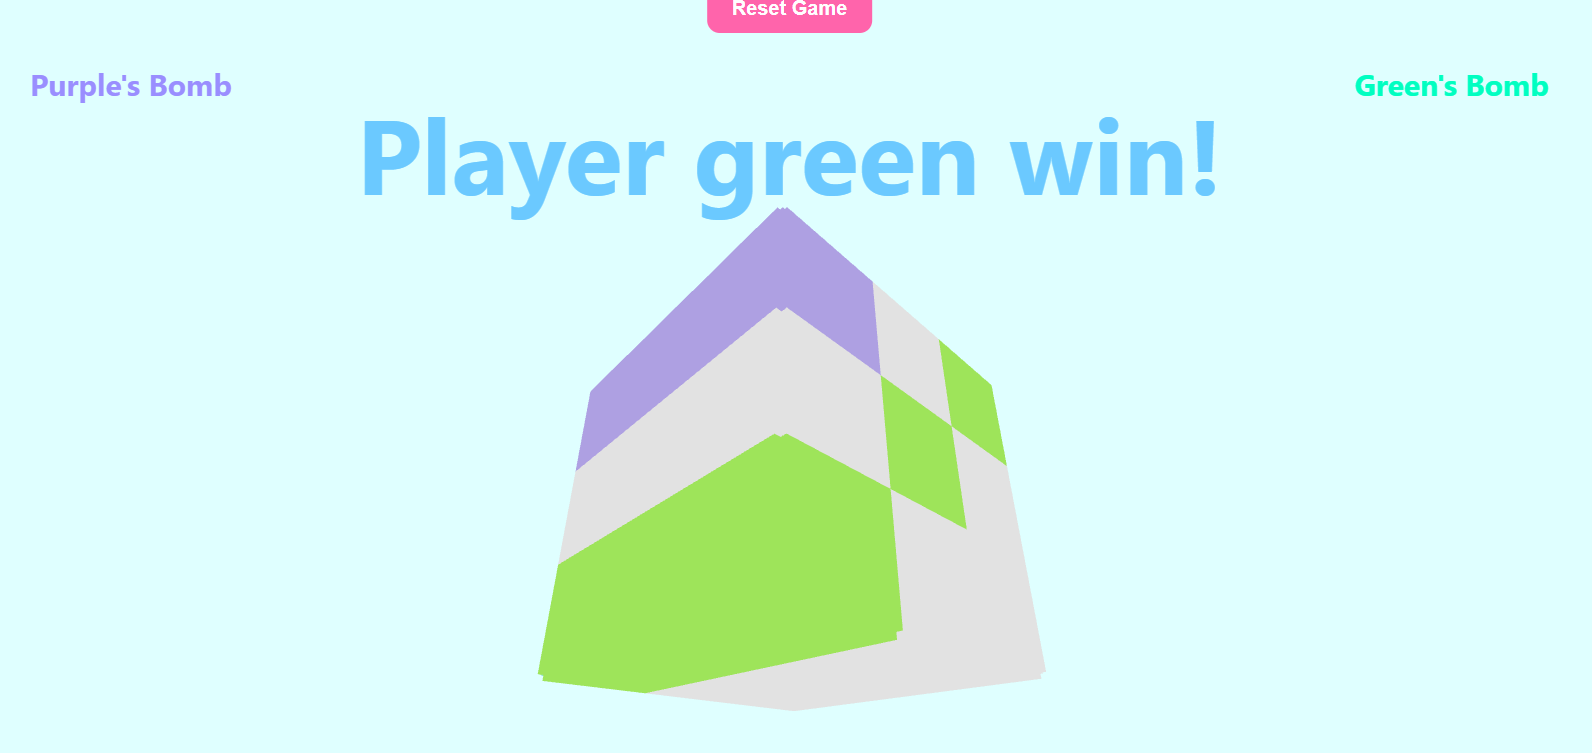 Reset Game
Purple's Bomb
Green's Bomb
Player green win!